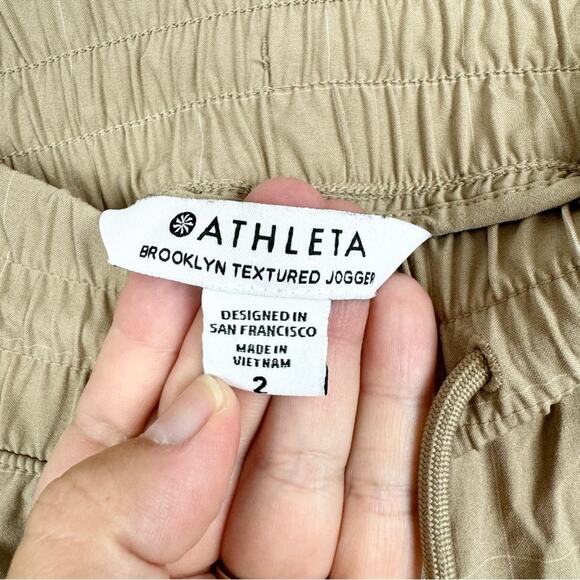 ATHLETA
BROOKLYN TEXTURED JOGGER
DESIGNED IN
SAN FRANCISCO
MADE IN
VIETNAM
2